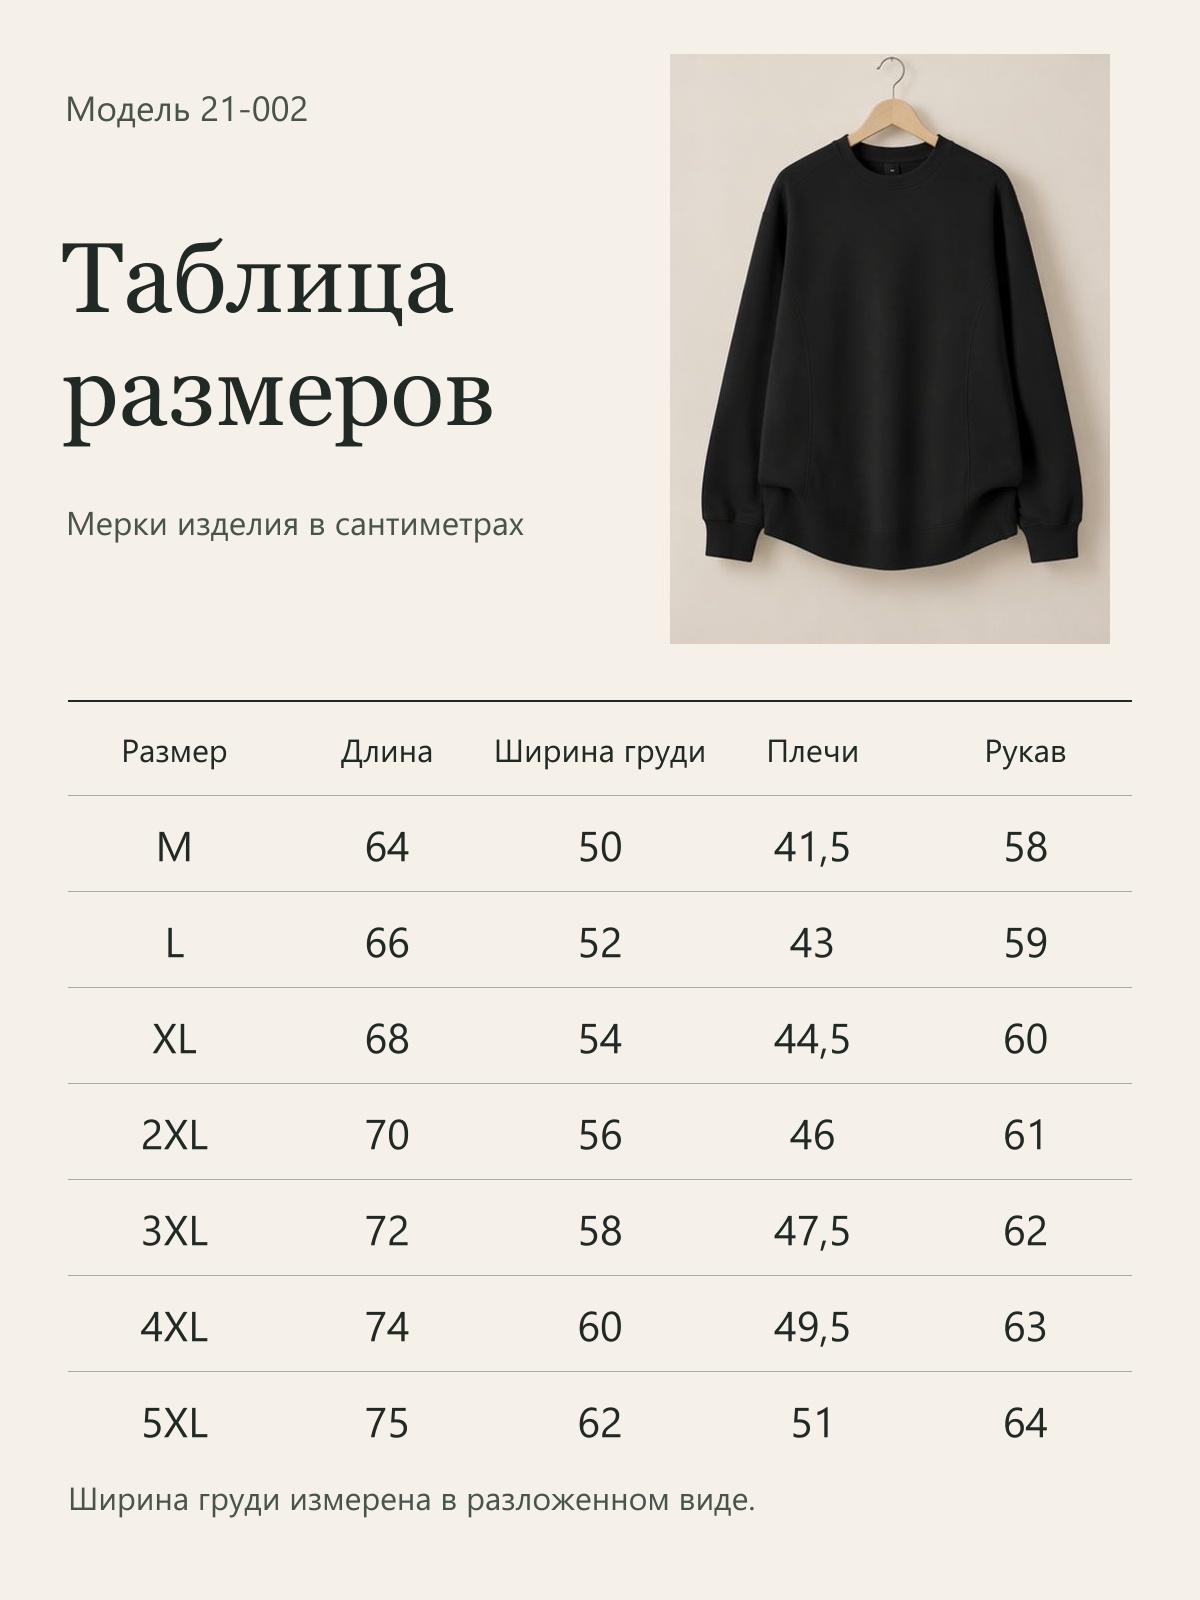 Модель 21-002
Таблица
размеров
Мерки изделия в сантиметрах
Размер Длина Ширина груди Плечи Рукав
M 64 50 41,5 58
L 66 52 43 59
XL 68 54 44,5 60
2XL 70 56 46 61
3XL 72 58 47,5 62
4XL 74 60 49,5 63
5XL 75 62 51 64
Ширина груди измерена в разложенном виде.